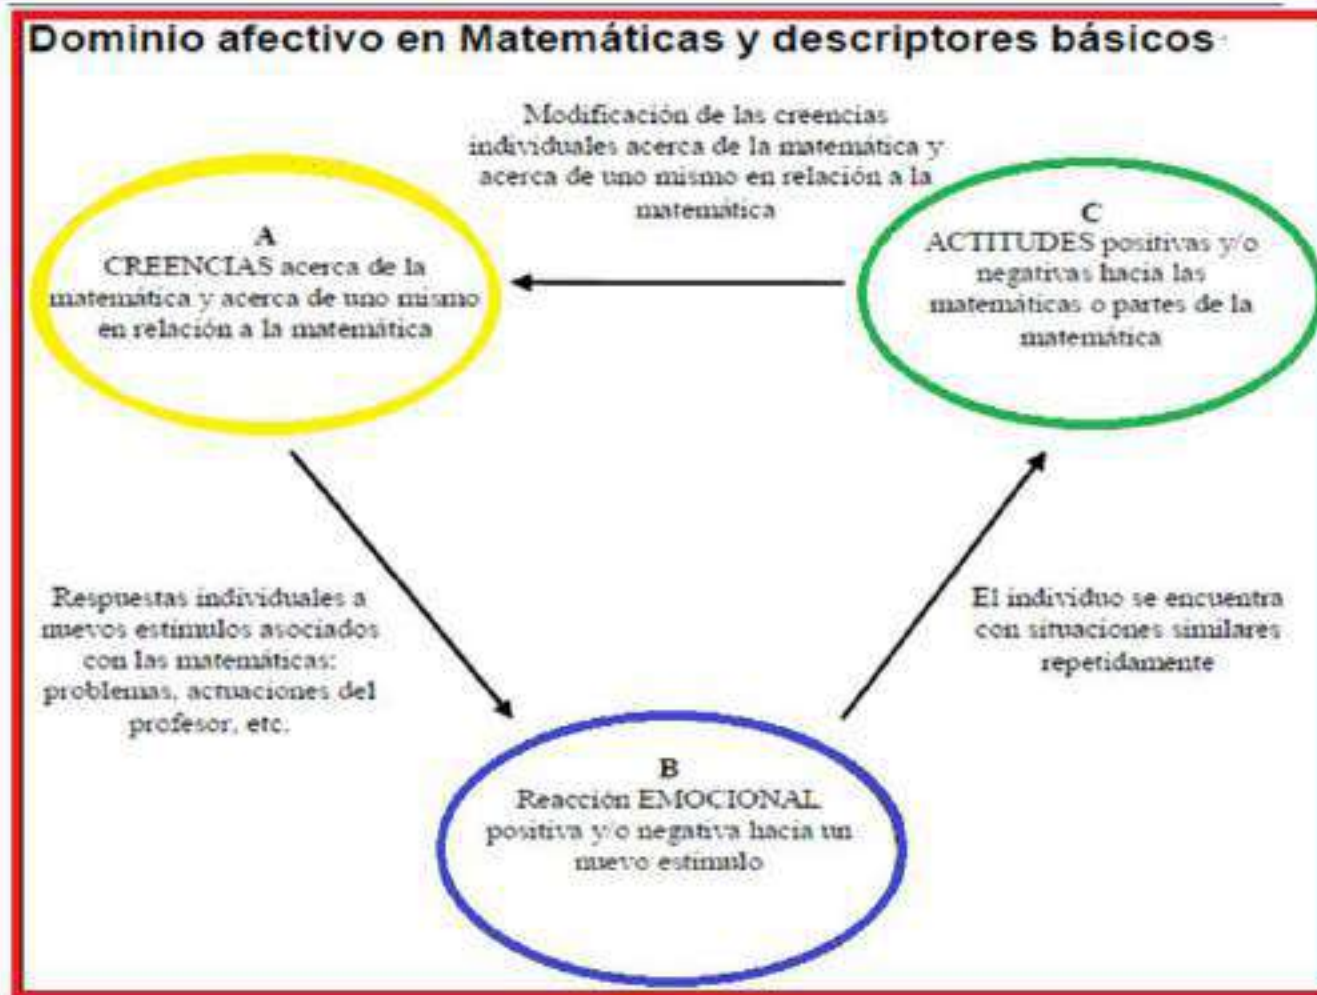 Dominio afectivo en Matemáticas y descriptores básicos
Modificación de las creencias
individuales acerca de la matemática y
acerca de uno mismo en relación a la
matemática
A
CREENCIAS acerca de la
matemática y acerca de uno mismo
en relación a la matemática
C
ACTITUDES positivas y/o
negativas hacia las
matemáticas o partes de la
matemática
Respuestas individuales a
nuevos estímulos asociados
con las matemáticas:
problemas, actuaciones del
profesor, etc.
El individuo se encuentra
con situaciones similares
repetidamente
B
Reacción EMOCIONAL
positiva y/o negativa hacia un
nuevo estímulo